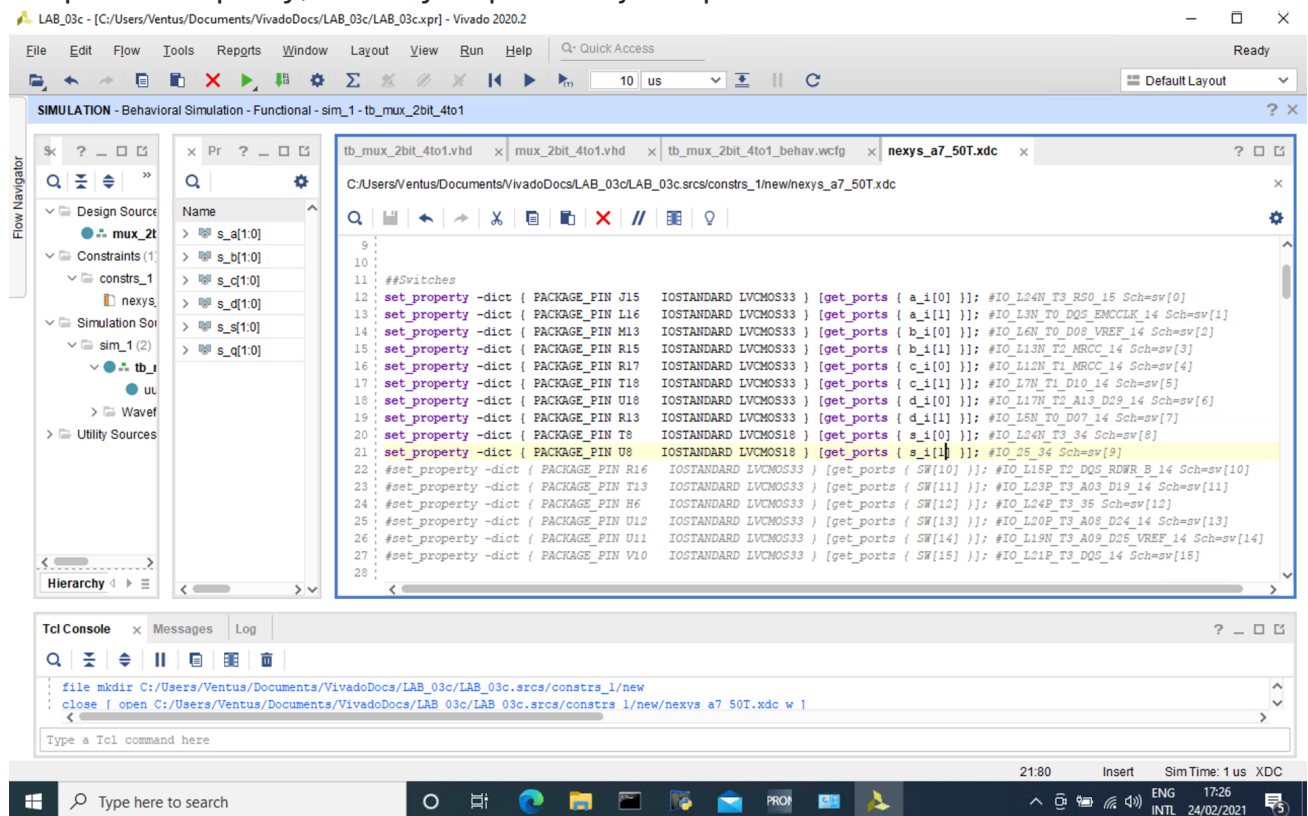 LAB_03c - [C:/Users/Ventus/Documents/VivadoDocs/LAB_03c/LAB_03c.xpr] - Vivado 2020.2
File Edit Flow Tools Reports Window Layout View Run Help Q- Quick Access Ready
10 us Default Layout
SIMULATION - Behavioral Simulation - Functional - sim_1 - tb_mux_2bit_4to1
Flow Navigator
Pr
tb_mux_2bit_4to1.vhd mux_2bit_4to1.vhd tb_mux_2bit_4to1_behav.wcfg nexys_a7_50T.xdc
C:/Users/Ventus/Documents/VivadoDocs/LAB_03c/LAB_03c.srcs/constrs_1/new/nexys_a7_50T.xdc
Design Source
mux_2b
Constraints (1)
constrs_1
nexys_
Simulation Sou
sim_1 (2)
tb_
uu
Wavef
Utility Sources
Hierarchy
Name
s_a[1:0]
s_b[1:0]
s_c[1:0]
s_d[1:0]
s_s[1:0]
s_q[1:0]
9
10
11 ##Switches
12 set_property -dict { PACKAGE_PIN J15 IOSTANDARD LVCMOS33 } [get_ports { a_i[0] }]; #IO_L24N_T3_RS0_15 Sch=sw[0]
13 set_property -dict { PACKAGE_PIN L16 IOSTANDARD LVCMOS33 } [get_ports { a_i[1] }]; #IO_L3N_T0_DQS_EMCCLK_14 Sch=sw[1]
14 set_property -dict { PACKAGE_PIN M13 IOSTANDARD LVCMOS33 } [get_ports { b_i[0] }]; #IO_L6N_T0_D08_VREF_14 Sch=sw[2]
15 set_property -dict { PACKAGE_PIN R15 IOSTANDARD LVCMOS33 } [get_ports { b_i[1] }]; #IO_L13N_T2_MRCC_14 Sch=sw[3]
16 set_property -dict { PACKAGE_PIN R17 IOSTANDARD LVCMOS33 } [get_ports { c_i[0] }]; #IO_L12N_T1_MRCC_14 Sch=sw[4]
17 set_property -dict { PACKAGE_PIN T18 IOSTANDARD LVCMOS33 } [get_ports { c_i[1] }]; #IO_L7N_T1_D10_14 Sch=sw[5]
18 set_property -dict { PACKAGE_PIN U18 IOSTANDARD LVCMOS33 } [get_ports { d_i[0] }]; #IO_L17N_T2_A13_D29_14 Sch=sw[6]
19 set_property -dict { PACKAGE_PIN R13 IOSTANDARD LVCMOS33 } [get_ports { d_i[1] }]; #IO_L5N_T0_D07_14 Sch=sw[7]
20 set_property -dict { PACKAGE_PIN T8 IOSTANDARD LVCMOS18 } [get_ports { s_i[0] }]; #IO_L24N_T3_34 Sch=sw[8]
21 set_property -dict { PACKAGE_PIN U8 IOSTANDARD LVCMOS18 } [get_ports { s_i[1] }]; #IO_25_34 Sch=sw[9]
22 #set_property -dict { PACKAGE_PIN R16 IOSTANDARD LVCMOS33 } [get_ports { SW[10] }]; #IO_L15P_T2_DQS_RDWR_B_14 Sch=sw[10]
23 #set_property -dict { PACKAGE_PIN T13 IOSTANDARD LVCMOS33 } [get_ports { SW[11] }]; #IO_L23P_T3_A03_D19_14 Sch=sw[11]
24 #set_property -dict { PACKAGE_PIN H6 IOSTANDARD LVCMOS33 } [get_ports { SW[12] }]; #IO_L24P_T3_35 Sch=sw[12]
25 #set_property -dict { PACKAGE_PIN U12 IOSTANDARD LVCMOS33 } [get_ports { SW[13] }]; #IO_L20P_T3_A08_D24_14 Sch=sw[13]
26 #set_property -dict { PACKAGE_PIN U11 IOSTANDARD LVCMOS33 } [get_ports { SW[14] }]; #IO_L19N_T3_A09_D25_VREF_14 Sch=sw[14]
27 #set_property -dict { PACKAGE_PIN V10 IOSTANDARD LVCMOS33 } [get_ports { SW[15] }]; #IO_L21P_T3_DQS_14 Sch=sw[15]
28
Tcl Console Messages Log
file mkdir C:/Users/Ventus/Documents/VivadoDocs/LAB_03c/LAB_03c.srcs/constrs_1/new
close [ open C:/Users/Ventus/Documents/VivadoDocs/LAB_03c/LAB_03c.srcs/constrs_1/new/nexys_a7_50T.xdc w ]
Type a Tcl command here
21:80 Insert Sim Time: 1 us XDC
Type here to search
PRON
ENG 17:26
INTL 24/02/2021
5